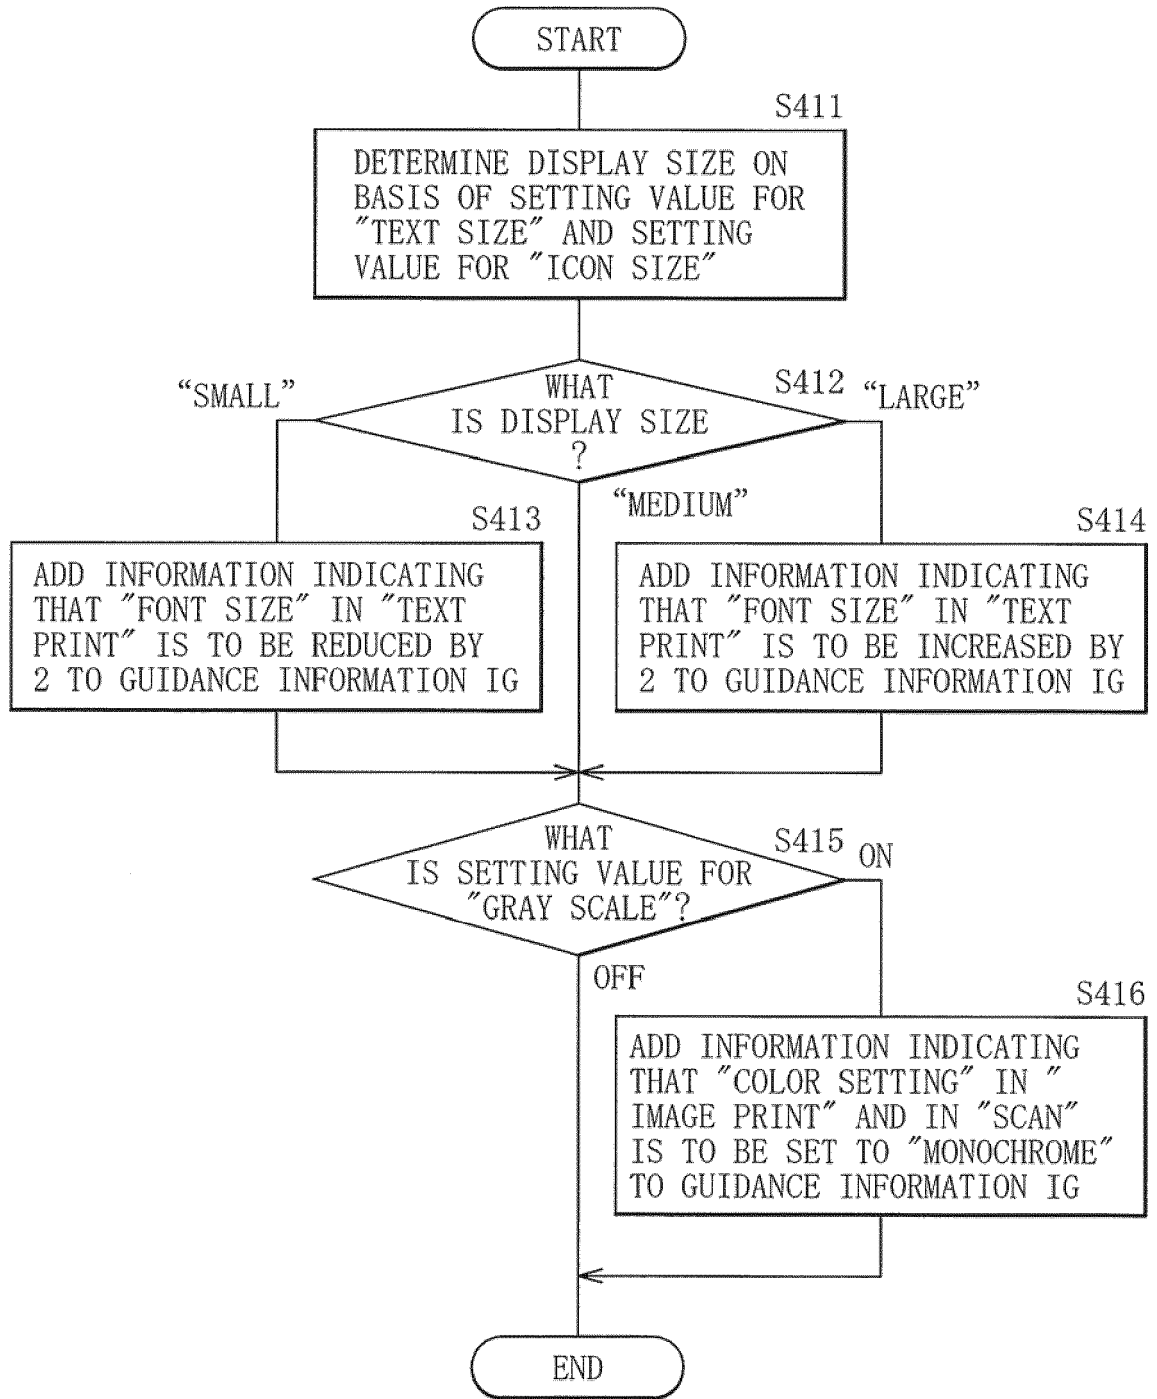 START
S411
DETERMINE DISPLAY SIZE ON
BASIS OF SETTING VALUE FOR
"TEXT SIZE" AND SETTING
VALUE FOR "ICON SIZE"
S412
WHAT
IS DISPLAY SIZE
?
“SMALL”
“LARGE”
“MEDIUM”
S413
ADD INFORMATION INDICATING
THAT "FONT SIZE" IN "TEXT
PRINT" IS TO BE REDUCED BY
2 TO GUIDANCE INFORMATION IG
S414
ADD INFORMATION INDICATING
THAT "FONT SIZE" IN "TEXT
PRINT" IS TO BE INCREASED BY
2 TO GUIDANCE INFORMATION IG
S415
WHAT
IS SETTING VALUE FOR
"GRAY SCALE"?
ON
OFF
S416
ADD INFORMATION INDICATING
THAT "COLOR SETTING" IN "
IMAGE PRINT" AND IN "SCAN"
IS TO BE SET TO "MONOCHROME"
TO GUIDANCE INFORMATION IG
END